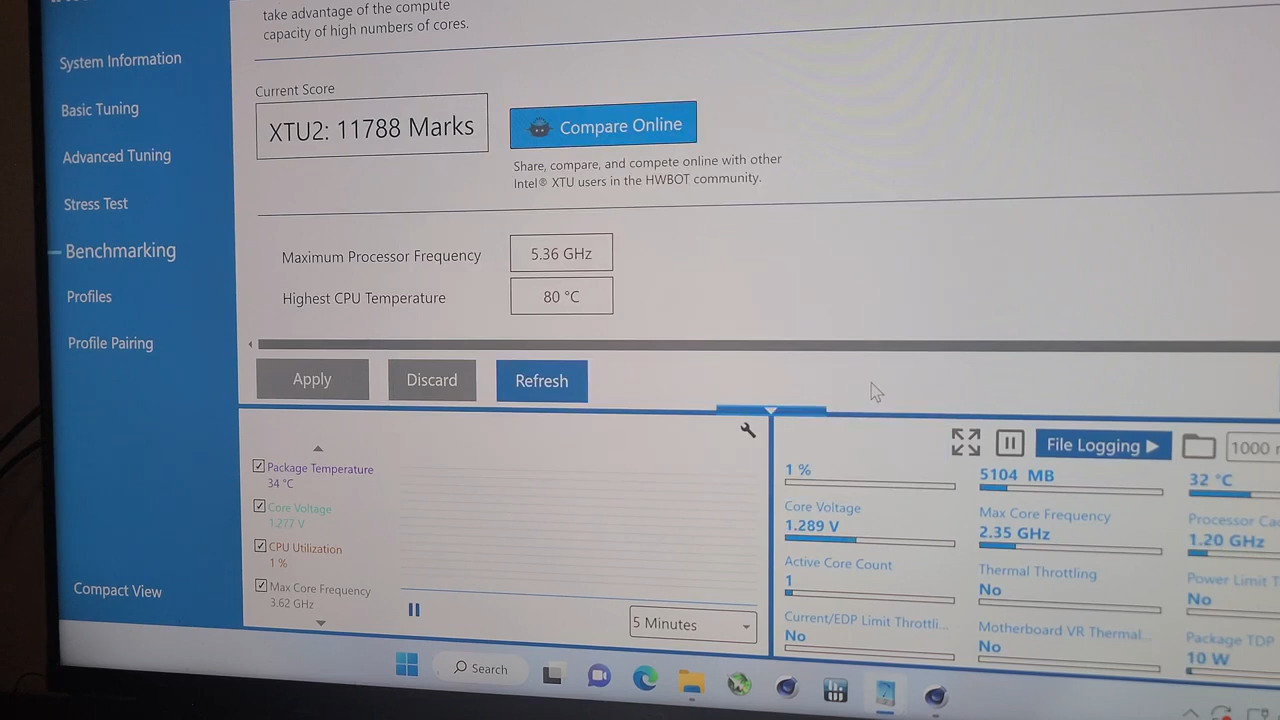 take advantage of the compute
capacity of high numbers of cores.
System Information
Basic Tuning
Advanced Tuning
Stress Test
Benchmarking
Profiles
Profile Pairing
Compact View
Current Score
XTU2: 11788 Marks
Compare Online
Share, compare, and compete online with other
Intel® XTU users in the HWBOT community.
Maximum Processor Frequency
5.36 GHz
Highest CPU Temperature
80 °C
Apply
Discard
Refresh
Package Temperature
34 °C
Core Voltage
1.277 V
CPU Utilization
1 %
Max Core Frequency
3.62 GHz
5 Minutes
File Logging
1000
1 %
5104 MB
32 °C
Core Voltage
1.289 V
Max Core Frequency
2.35 GHz
Processor
1.20 GHz
Active Core Count
1
Thermal Throttling
No
Power Limit
No
Current/EDP Limit Throttli...
No
Motherboard VR Thermal...
No
Package TDP
10 W
Search